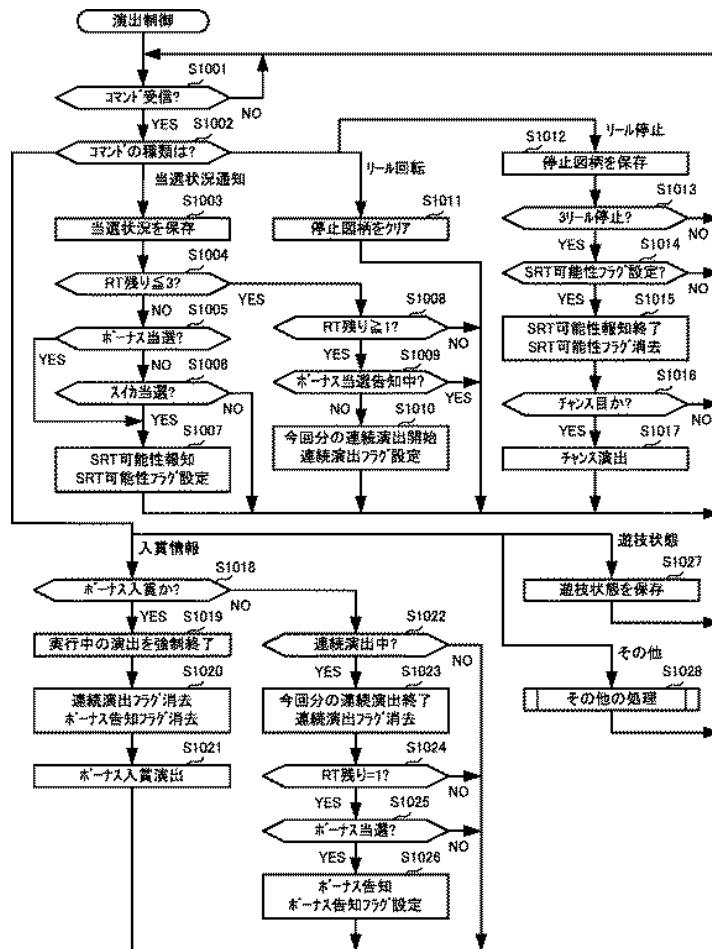 演出制御
S1001
コマンド受信?
NO
YES
S1002
コマンドの種類は?
当選状況通知
S1003
当選状況を保存
S1004
RT残り≦3?
YES
NO
S1005
ボーナス当選?
YES
NO
S1006
スイカ当選?
NO
YES
S1007
SRT可能性報知
SRT可能性フラグ設定
リール回転
S1011
停止図柄をクリア
S1008
RT残り≧1?
NO
YES
S1009
ボーナス当選告知中?
YES
NO
S1010
今回分の連続演出開始
連続演出フラグ設定
リール停止
S1012
停止図柄を保存
S1013
3リール停止?
NO
YES
S1014
SRT可能性フラグ設定?
NO
YES
S1015
SRT可能性報知終了
SRT可能性フラグ消去
S1016
チャンス目か?
NO
YES
S1017
チャンス演出
入賞情報
S1018
ボーナス入賞か?
NO
YES
S1019
実行中の演出を強制終了
S1020
連続演出フラグ消去
ボーナス告知フラグ消去
S1021
ボーナス入賞演出
S1022
連続演出中?
NO
YES
S1023
今回分の連続演出終了
連続演出フラグ消去
S1024
RT残り=1?
NO
YES
S1025
ボーナス当選?
NO
YES
S1026
ボーナス告知
ボーナス告知フラグ設定
遊技状態
S1027
遊技状態を保存
その他
S1028
その他の処理